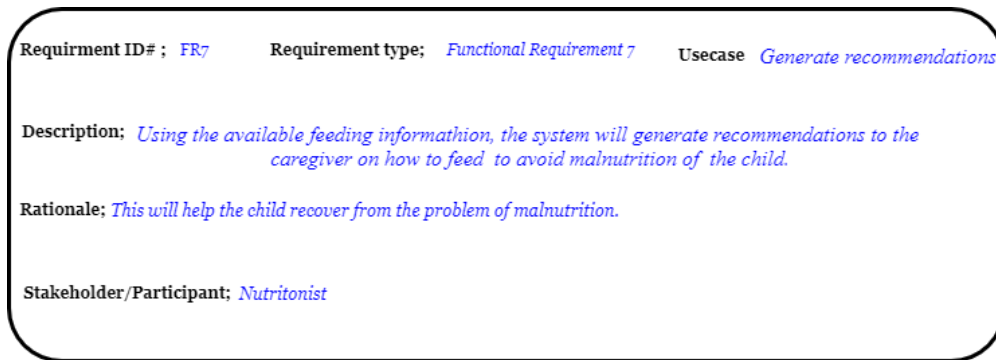 Requirment ID# ; FR7 Requirement type; Functional Requirement 7 Usecase Generate recommendations
Description; Using the available feeding informathion, the system will generate recommendations to the
caregiver on how to feed to avoid malnutrition of the child.
Rationale; This will help the child recover from the problem of malnutrition.
Stakeholder/Participant; Nutritonist